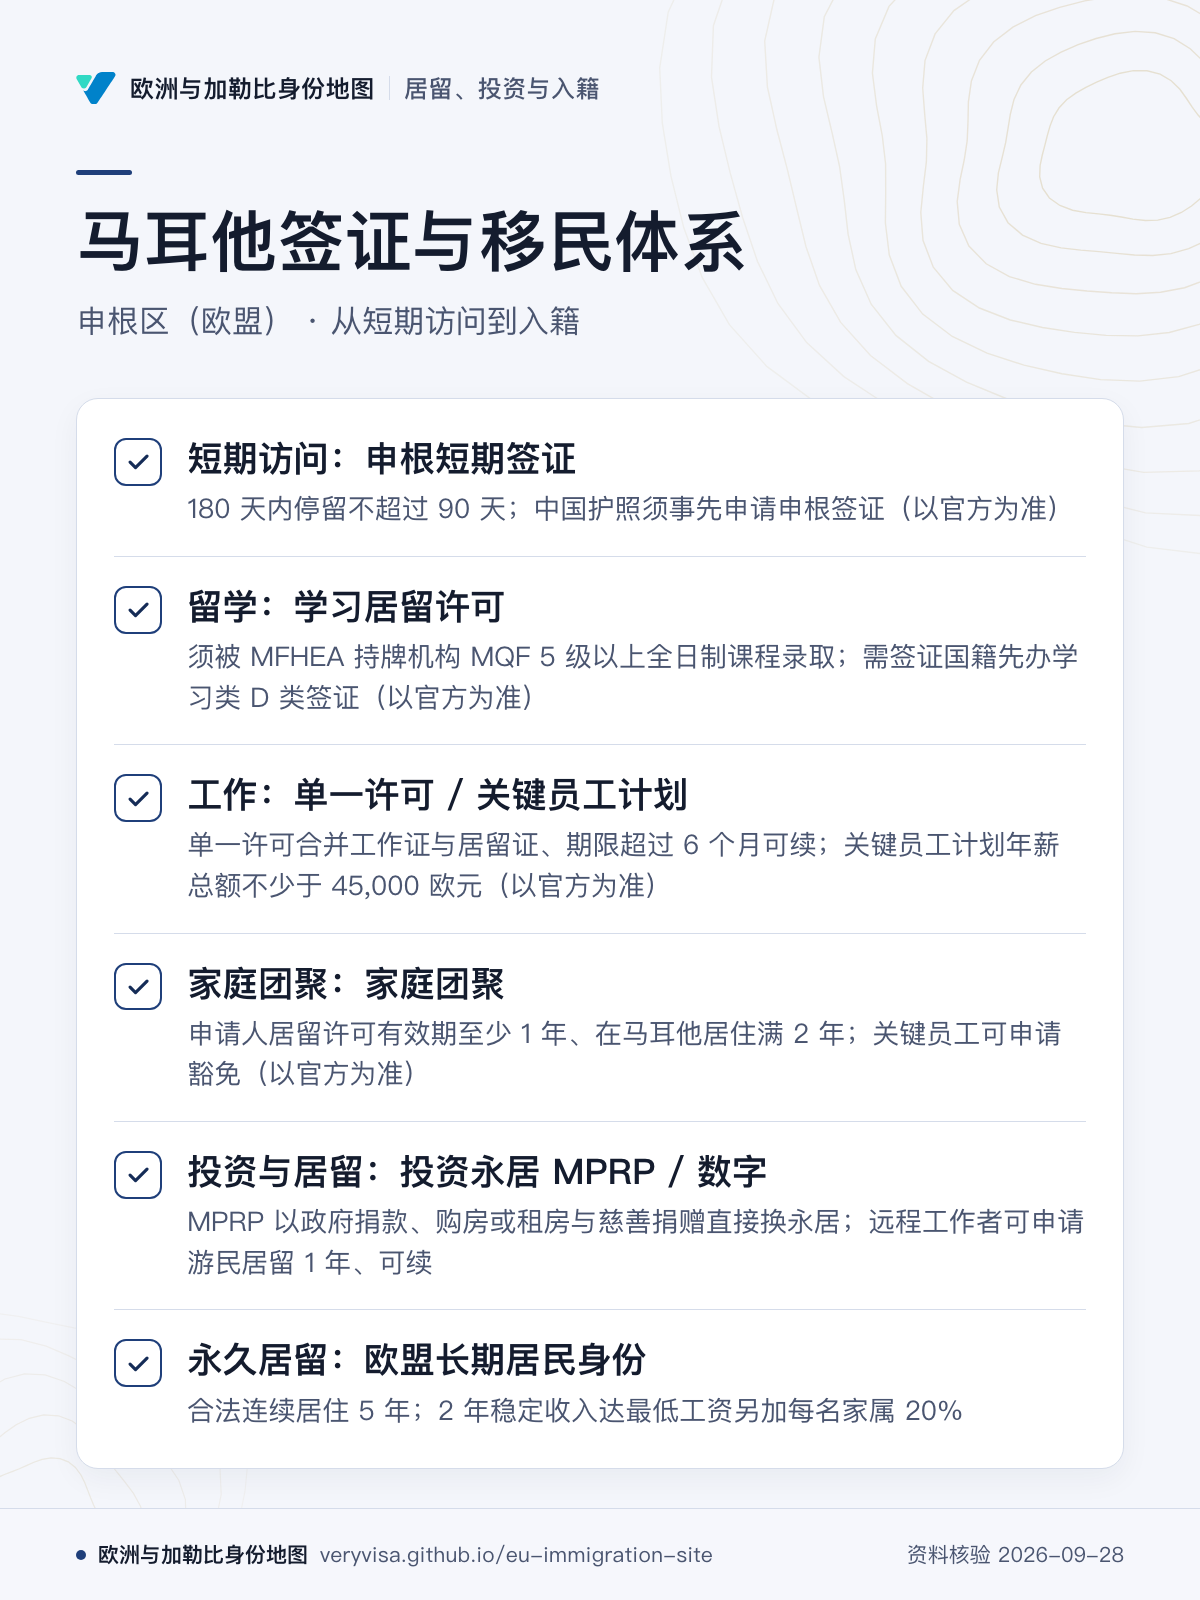 欧洲与加勒比身份地图 | 居留、投资与入籍
马耳他签证与移民体系
申根区（欧盟） · 从短期访问到入籍
短期访问：申根短期签证
180 天内停留不超过 90 天；中国护照须事先申请申根签证（以官方为准）
留学：学习居留许可
须被 MFHEA 持牌机构 MQF 5 级以上全日制课程录取；需签证国籍先办学
习类 D 类签证（以官方为准）
工作：单一许可 / 关键员工计划
单一许可合并工作证与居留证、期限超过 6 个月可续；关键员工计划年薪
总额不少于 45,000 欧元（以官方为准）
家庭团聚：家庭团聚
申请人居留许可有效期至少 1 年、在马耳他居住满 2 年；关键员工可申请
豁免（以官方为准）
投资与居留：投资永居 MPRP / 数字
MPRP 以政府捐款、购房或租房与慈善捐赠直接换永居；远程工作者可申请
游民居留 1 年、可续
永久居留：欧盟长期居民身份
合法连续居住 5 年；2 年稳定收入达最低工资另加每名家属 20%
欧洲与加勒比身份地图 veryvisa.github.io/eu-immigration-site
资料核验 2026-09-28